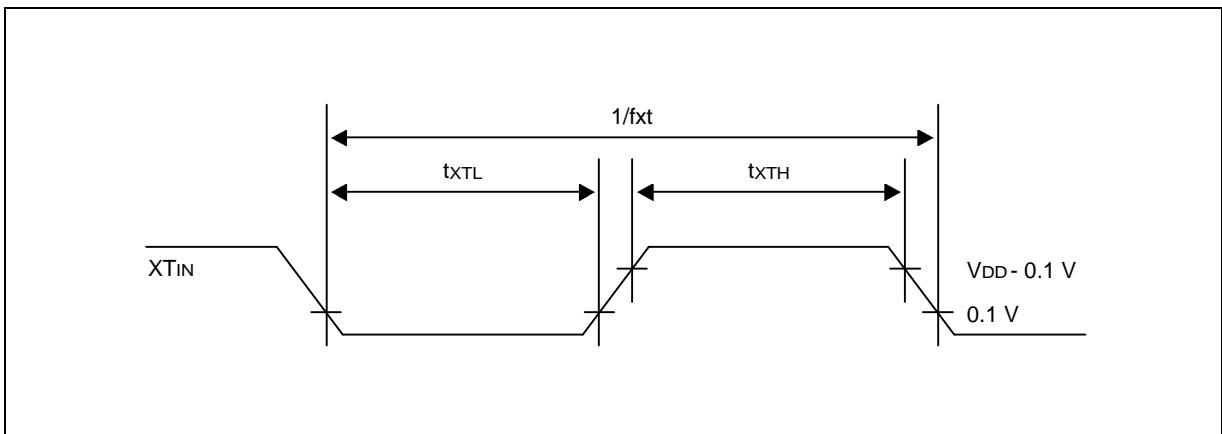 1/fxt
tXTL tXTH
XTIN
VDD - 0.1 V
0.1 V